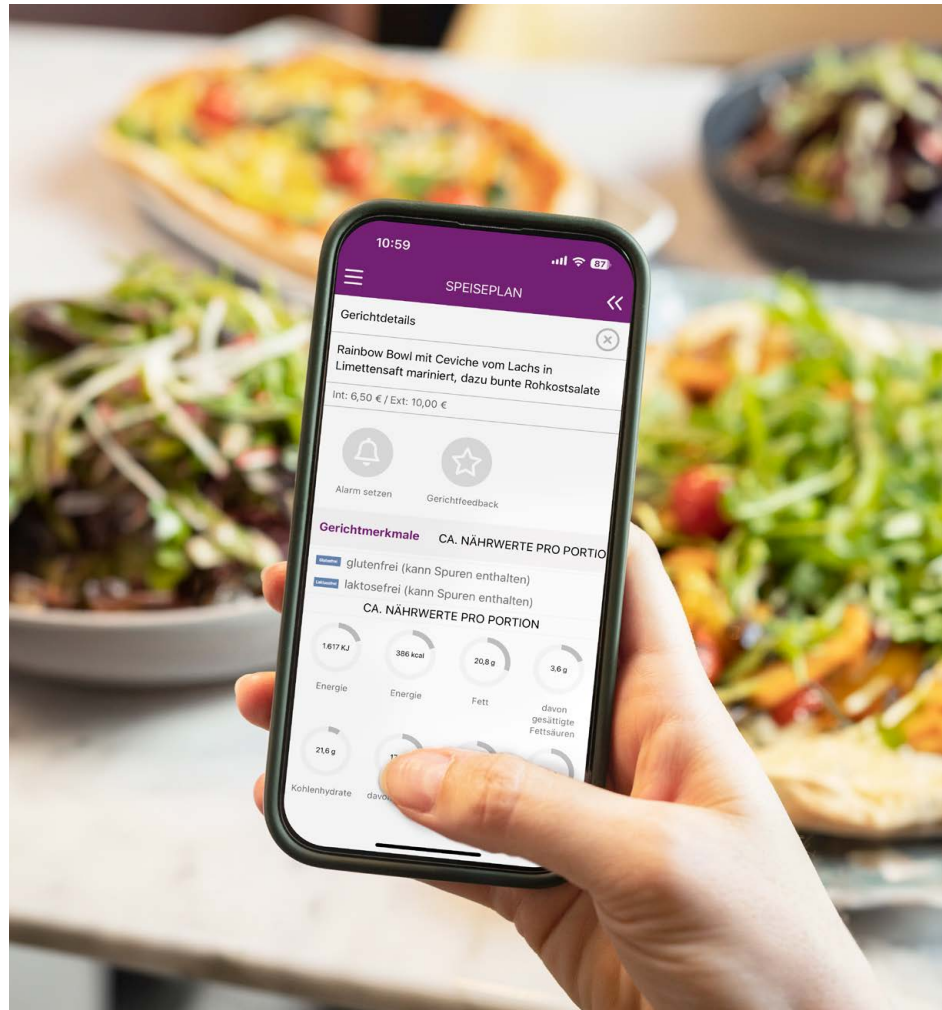 10:59
87
SPEISEPLAN
Gerichtdetails
Rainbow Bowl mit Ceviche vom Lachs in
Limettensaft mariniert, dazu bunte Rohkostsalate
Int: 6,50 € / Ext: 10,00 €
Alarm setzen
Gerichtfeedback
Gerichtmerkmale CA. NÄHRWERTE PRO PORTIO
glutenfrei (kann Spuren enthalten)
laktosefrei (kann Spuren enthalten)
CA. NÄHRWERTE PRO PORTION
1.617 KJ 386 kcal 20,8 g 3,6 g
Energie Energie Fett davon
gesättigte
Fettsäuren
21,6 g
Kohlenhydrate